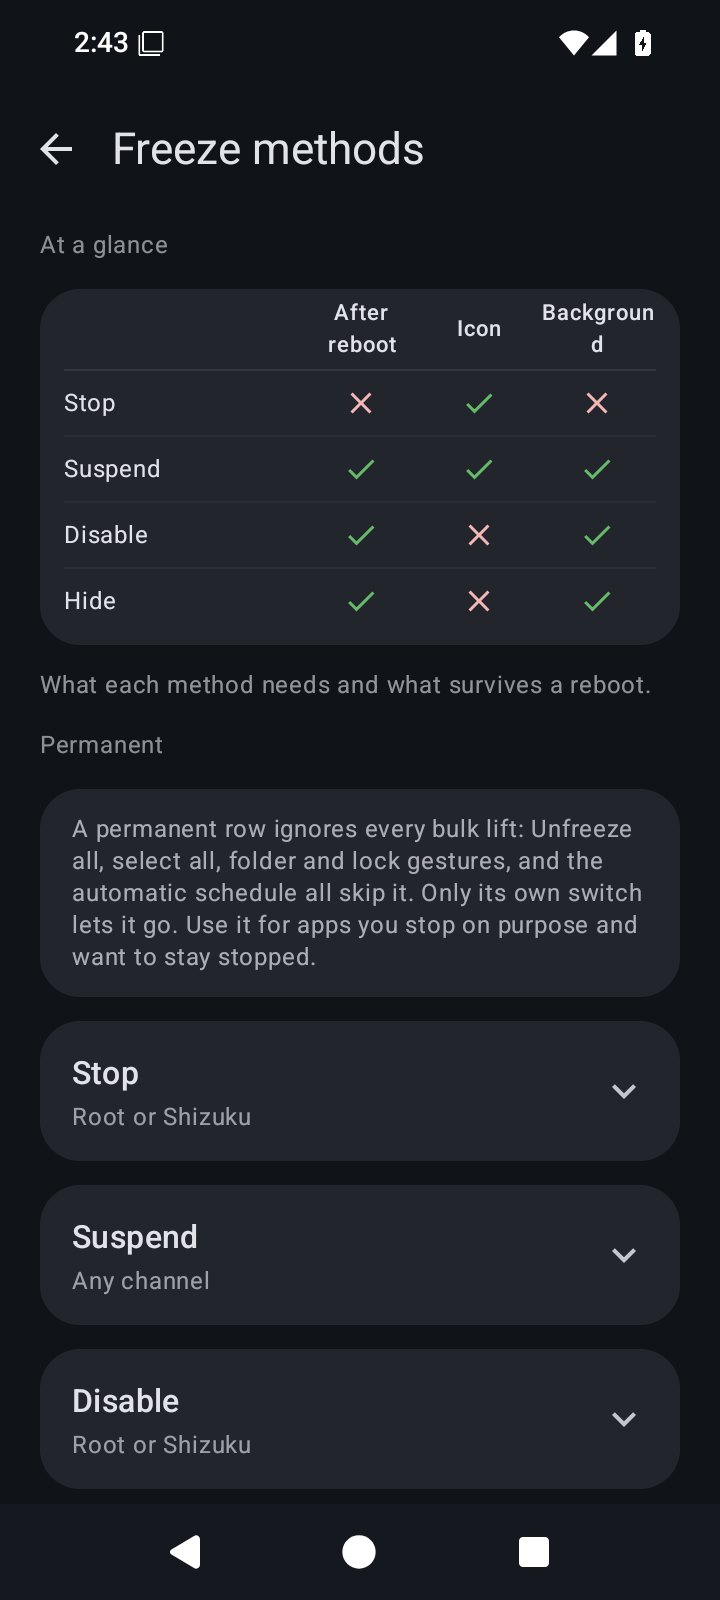 2:43
Freeze methods
At a glance
After
reboot
Icon
Backgroun
d
Stop
Suspend
Disable
Hide
What each method needs and what survives a reboot.
Permanent
A permanent row ignores every bulk lift: Unfreeze
all, select all, folder and lock gestures, and the
automatic schedule all skip it. Only its own switch
lets it go. Use it for apps you stop on purpose and
want to stay stopped.
Stop
Root or Shizuku
Suspend
Any channel
Disable
Root or Shizuku